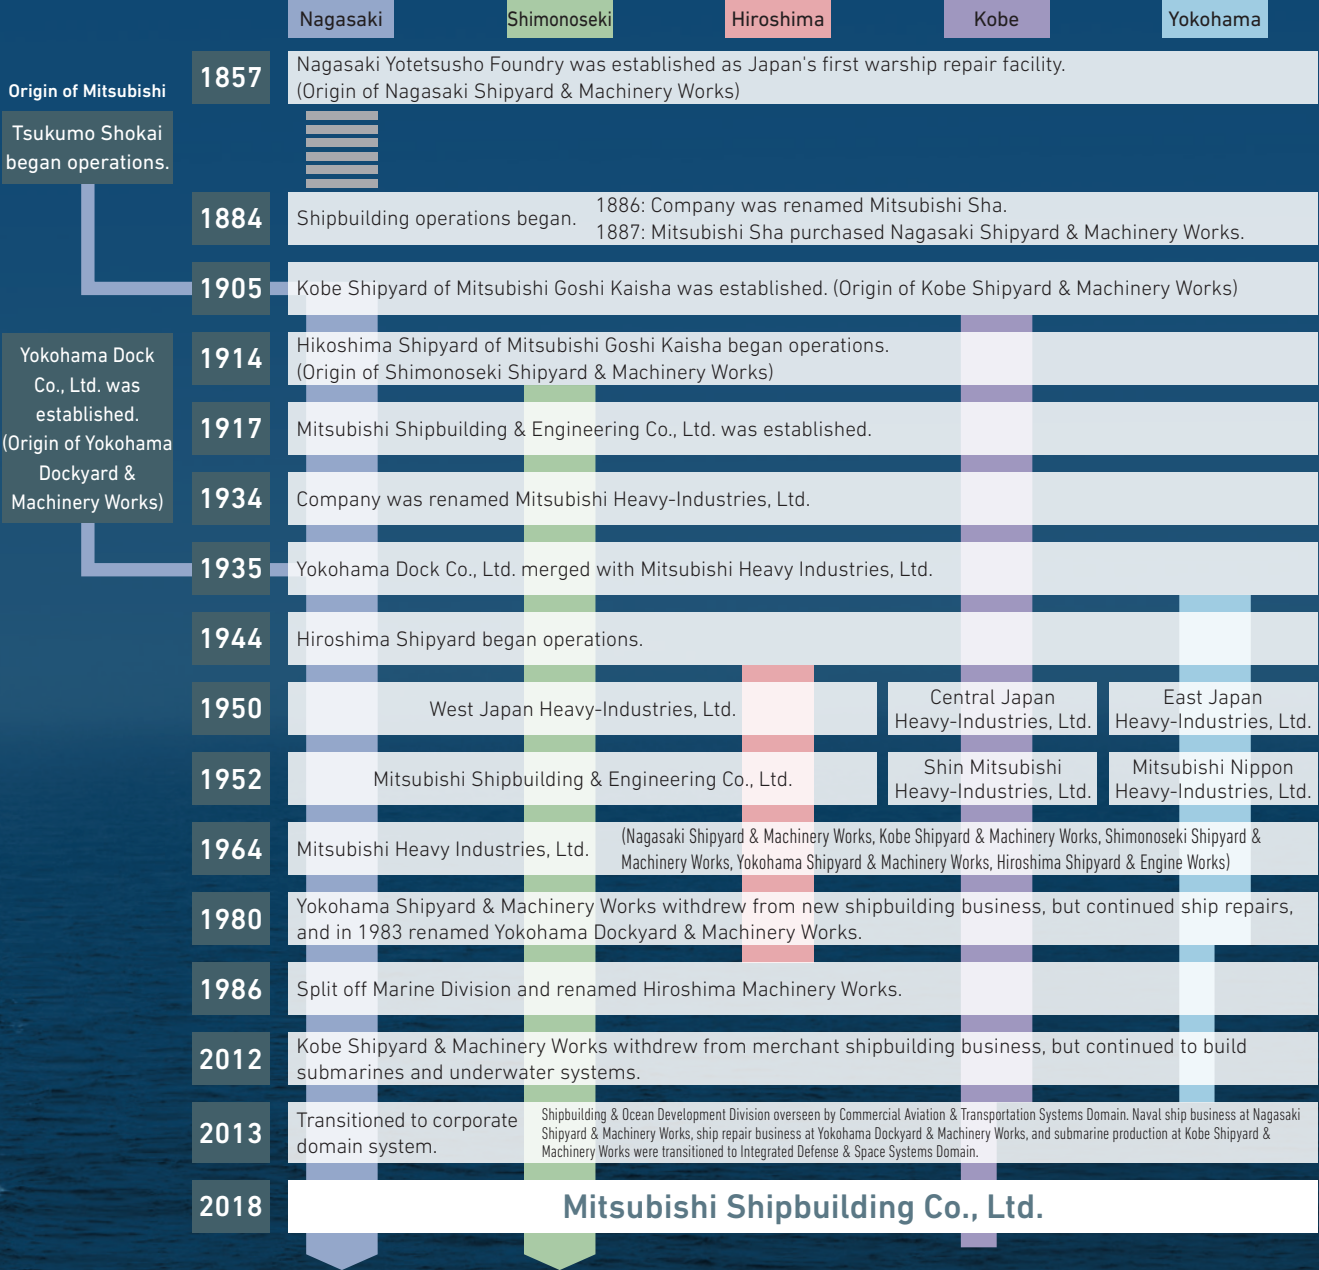 Nagasaki
Shimonoseki
Hiroshima
Kobe
Yokohama
Origin of Mitsubishi
Tsukumo Shokai
began operations.
1857
Nagasaki Yotetsusho Foundry was established as Japan's first warship repair facility.
(Origin of Nagasaki Shipyard & Machinery Works)
1884
Shipbuilding operations began.
1886: Company was renamed Mitsubishi Sha.
1887: Mitsubishi Sha purchased Nagasaki Shipyard & Machinery Works.
1905
Kobe Shipyard of Mitsubishi Goshi Kaisha was established. (Origin of Kobe Shipyard & Machinery Works)
Yokohama Dock
Co., Ltd. was
established.
(Origin of Yokohama
Dockyard &
Machinery Works)
1914
Hikoshima Shipyard of Mitsubishi Goshi Kaisha began operations.
(Origin of Shimonoseki Shipyard & Machinery Works)
1917
Mitsubishi Shipbuilding & Engineering Co., Ltd. was established.
1934
Company was renamed Mitsubishi Heavy-Industries, Ltd.
1935
Yokohama Dock Co., Ltd. merged with Mitsubishi Heavy Industries, Ltd.
1944
Hiroshima Shipyard began operations.
1950
West Japan Heavy-Industries, Ltd.
Central Japan
Heavy-Industries, Ltd.
East Japan
Heavy-Industries, Ltd.
1952
Mitsubishi Shipbuilding & Engineering Co., Ltd.
Shin Mitsubishi
Heavy-Industries, Ltd.
Mitsubishi Nippon
Heavy-Industries, Ltd.
1964
Mitsubishi Heavy Industries, Ltd.
(Nagasaki Shipyard & Machinery Works, Kobe Shipyard & Machinery Works, Shimonoseki Shipyard &
Machinery Works, Yokohama Shipyard & Machinery Works, Hiroshima Shipyard & Engine Works)
1980
Yokohama Shipyard & Machinery Works withdrew from new shipbuilding business, but continued ship repairs,
and in 1983 renamed Yokohama Dockyard & Machinery Works.
1986
Split off Marine Division and renamed Hiroshima Machinery Works.
2012
Kobe Shipyard & Machinery Works withdrew from merchant shipbuilding business, but continued to build
submarines and underwater systems.
2013
Transitioned to corporate
domain system.
Shipbuilding & Ocean Development Division overseen by Commercial Aviation & Transportation Systems Domain. Naval ship business at Nagasaki
Shipyard & Machinery Works, ship repair business at Yokohama Dockyard & Machinery Works, and submarine production at Kobe Shipyard &
Machinery Works were transitioned to Integrated Defense & Space Systems Domain.
2018
Mitsubishi Shipbuilding Co., Ltd.